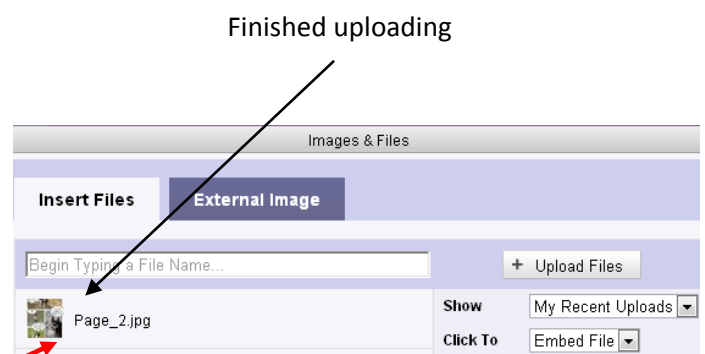 Finished uploading
Images & Files
Insert Files External Image
Begin Typing a File Name...
+ Upload Files
Page_2.jpg
Show My Recent Uploads
Click To Embed File